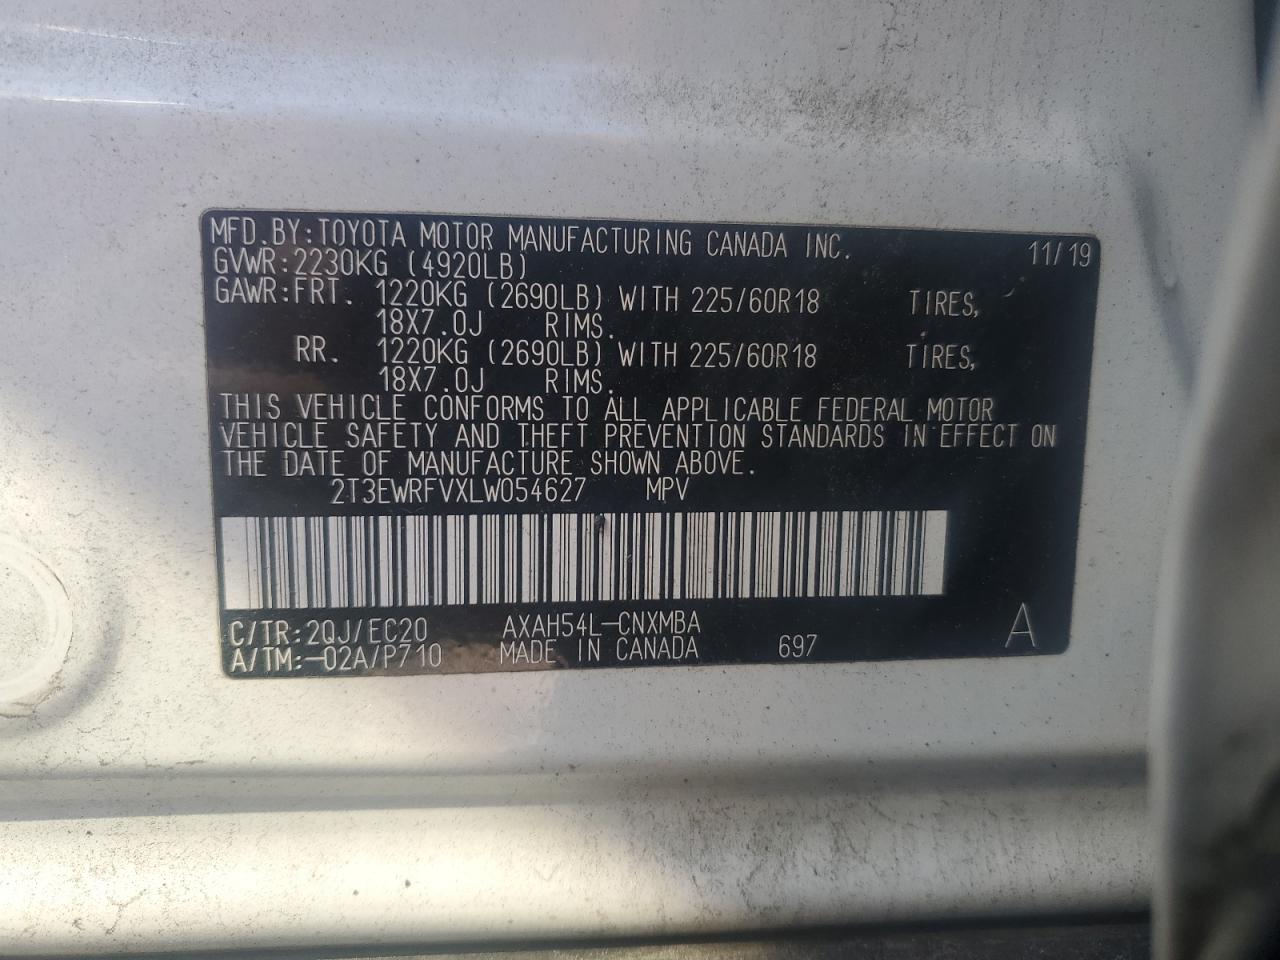 MFD.BY:TOYOTA MOTOR MANUFACTURING CANADA INC. 11/19
GVWR:2230KG (4920LB)
GAWR:FRT. 1220KG (2690LB) WITH 225/60R18 TIRES,
18X7.0J RIMS.
RR. 1220KG (2690LB) WITH 225/60R18 TIRES,
18X7.0J RIMS.
THIS VEHICLE CONFORMS TO ALL APPLICABLE FEDERAL MOTOR
VEHICLE SAFETY AND THEFT PREVENTION STANDARDS IN EFFECT ON
THE DATE OF MANUFACTURE SHOWN ABOVE.
2T3EWRFVXLW054627 MPV
C/TR:2QJ/EC20 AXAH54L-CNXMBA
A/TM:-02A/P710 MADE IN CANADA 697 A